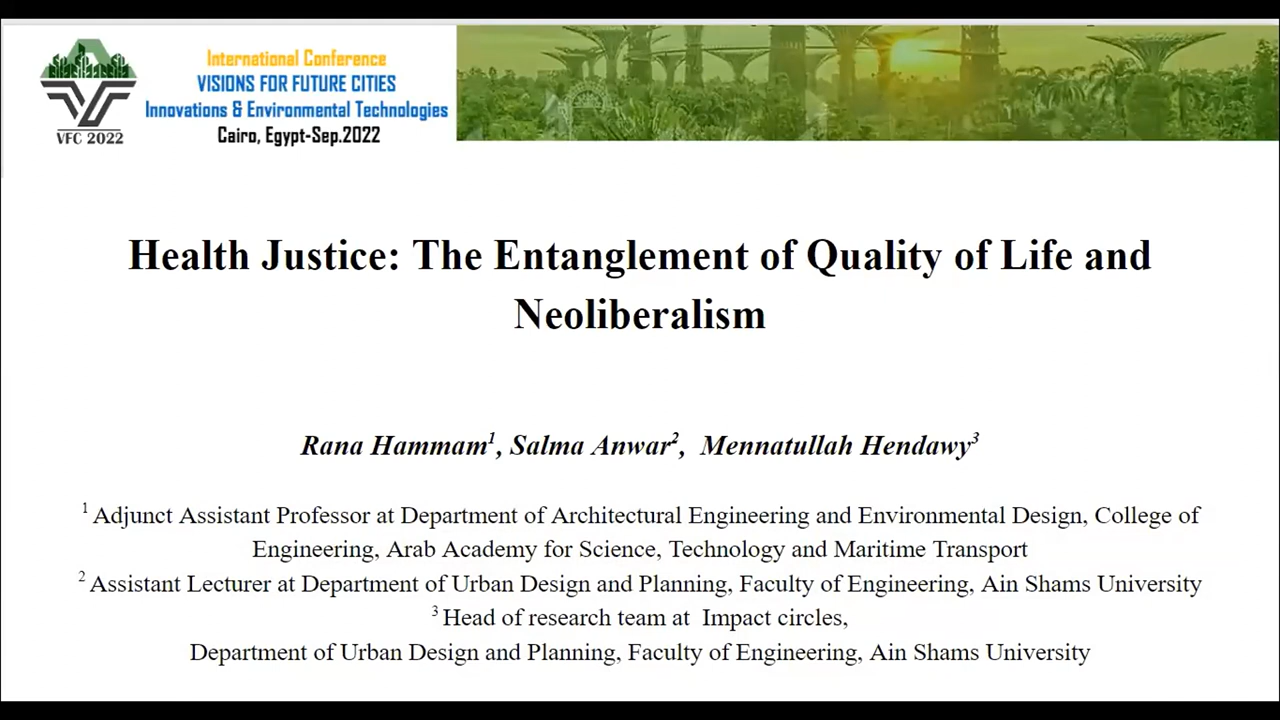 International Conference
VISIONS FOR FUTURE CITIES
Innovations & Environmental Technologies
Cairo, Egypt-Sep.2022
VFC 2022
Health Justice: The Entanglement of Quality of Life and
Neoliberalism
Rana Hammam¹, Salma Anwar², Mennatullah Hendawy³
¹ Adjunct Assistant Professor at Department of Architectural Engineering and Environmental Design, College of
Engineering, Arab Academy for Science, Technology and Maritime Transport
² Assistant Lecturer at Department of Urban Design and Planning, Faculty of Engineering, Ain Shams University
³ Head of research team at Impact circles,
Department of Urban Design and Planning, Faculty of Engineering, Ain Shams University